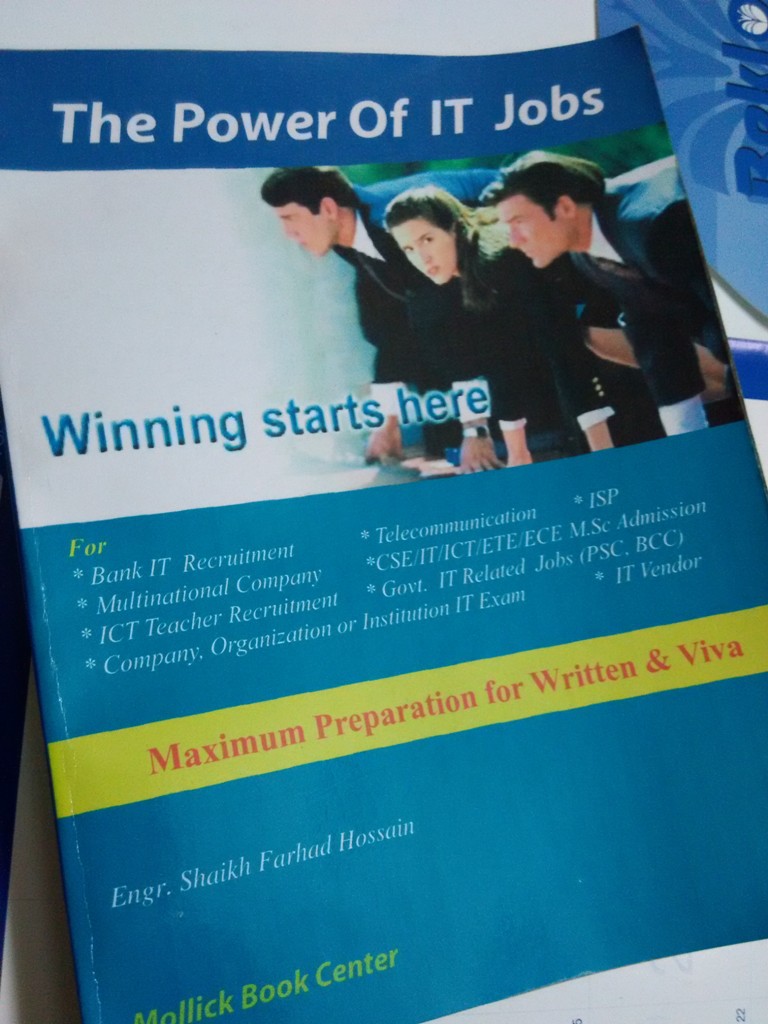 The Power Of IT Jobs
Winning starts here
For
* Bank IT Recruitment
* Telecommunication
* ISP
* Multinational Company
*CSE/IT/ICT/ETE/ECE M.Sc Admission
* ICT Teacher Recruitment
* Govt. IT Related Jobs (PSC, BCC)
* Company, Organization or Institution IT Exam
* IT Vendor
Maximum Preparation for Written & Viva
Engr. Shaikh Farhad Hossain
Mollick Book Center
22